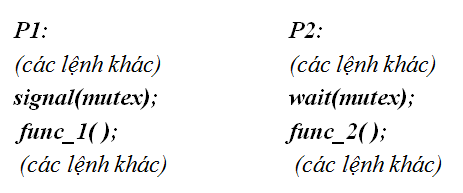 P1:
(các lệnh khác)
signal(mutex);
func_1( );
(các lệnh khác)
P2:
(các lệnh khác)
wait(mutex);
func_2( );
(các lệnh khác)